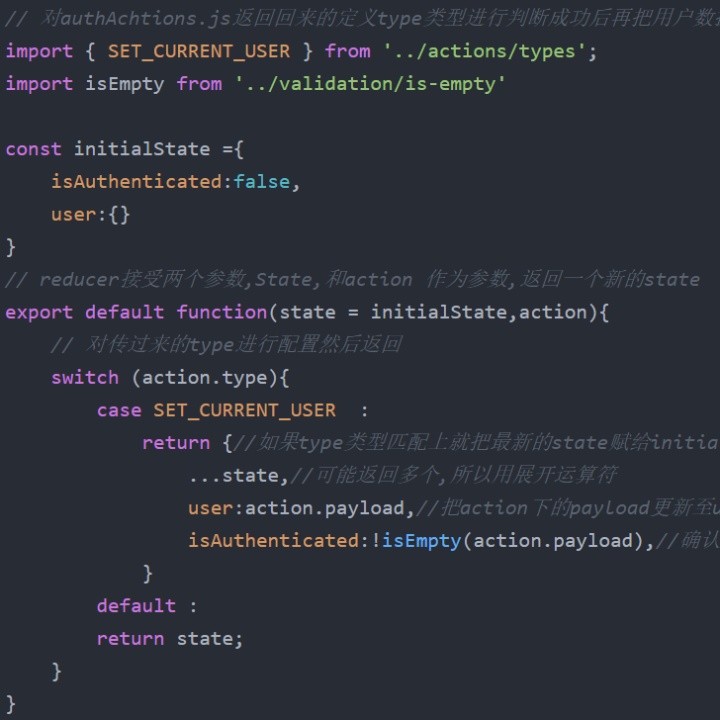 // 对authAchtions.js返回回来的定义type类型进行判断成功后再把用户数
import { SET_CURRENT_USER } from '../actions/types';
import isEmpty from '../validation/is-empty'
const initialState ={
    isAuthenticated:false,
    user:{}
}
// reducer接受两个参数,State,和action 作为参数,返回一个新的state
export default function(state = initialState,action){
    // 对传过来的type进行配置然后返回
    switch (action.type){
        case SET_CURRENT_USER  :
            return {//如果type类型匹配上就把最新的state赋给initia
                ...state,//可能返回多个,所以用展开运算符
                user:action.payload,//把action下的payload更新至u
                isAuthenticated:!isEmpty(action.payload),//确认
            }
        default :
        return state;
    }
}